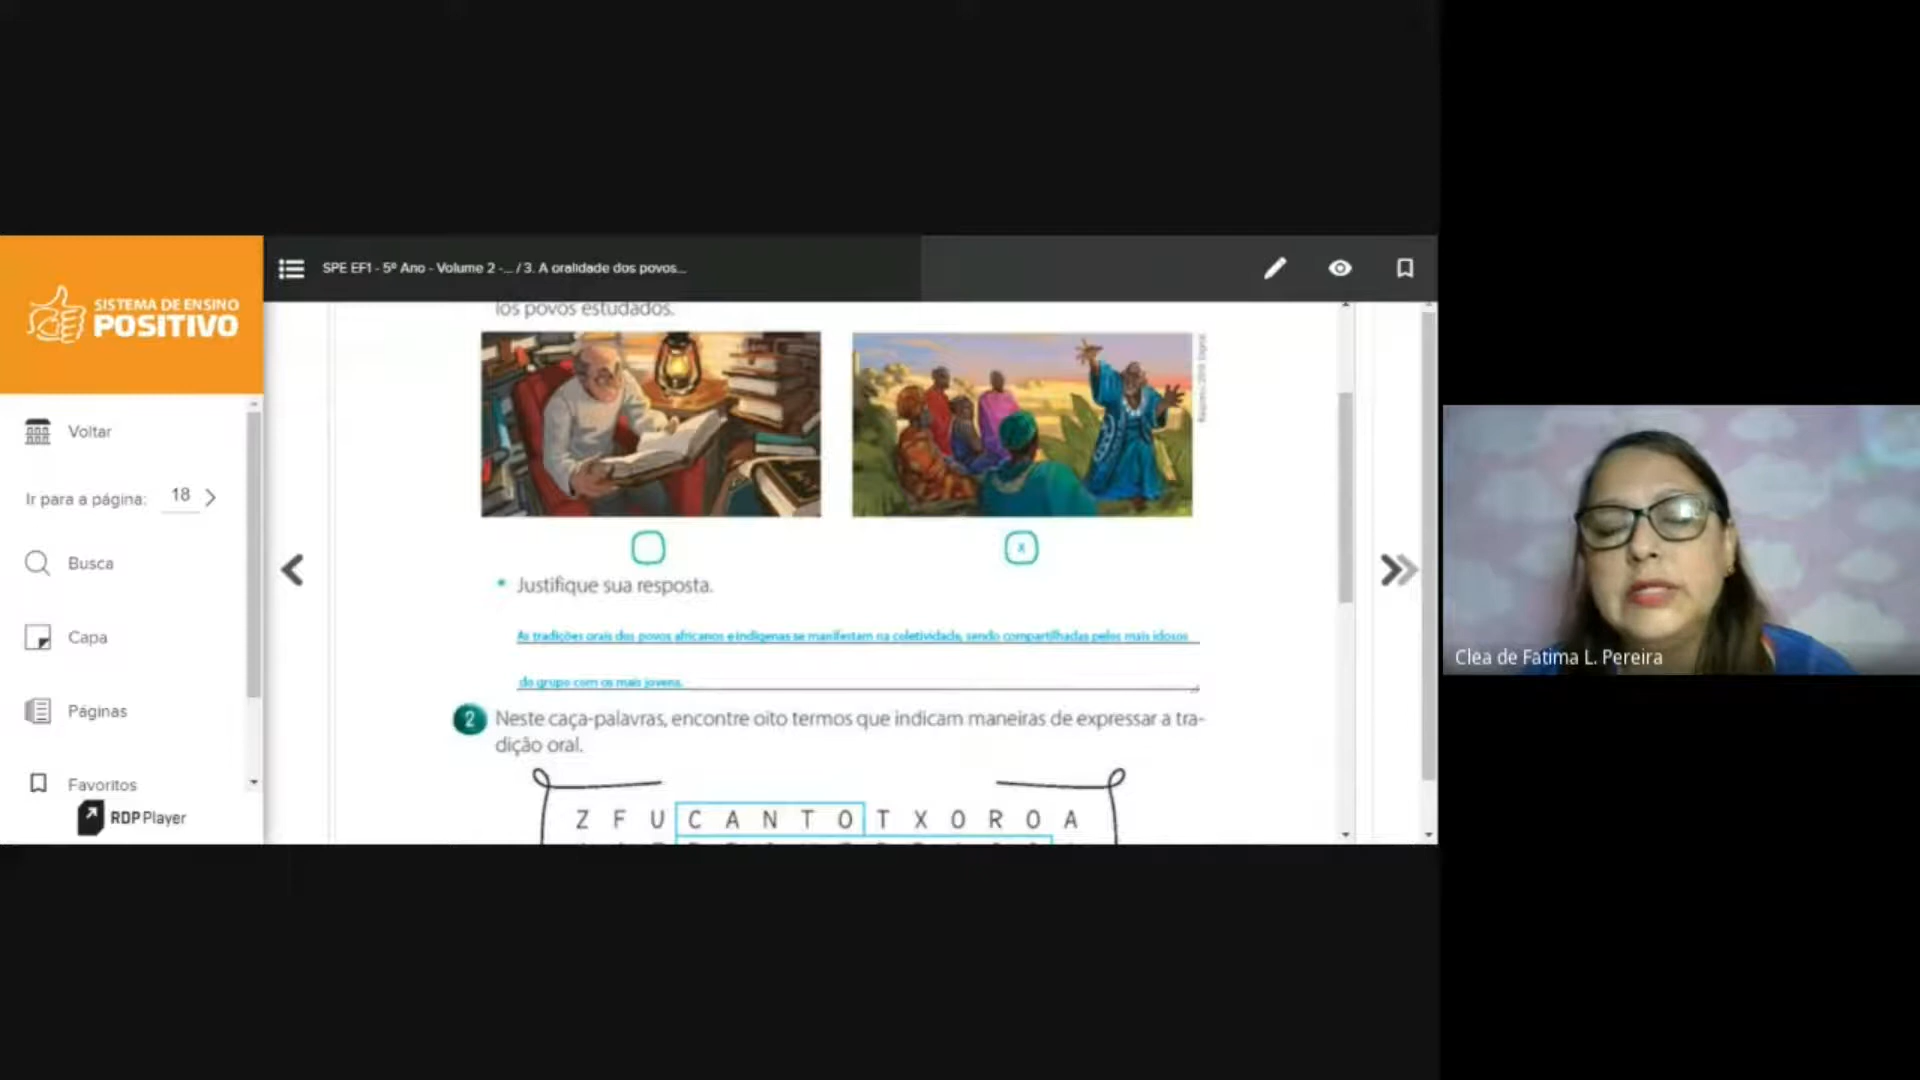 SISTEMA DE ENSINO
POSITIVO
SPE EF1 - 5º Ano - Volume 2 -... / 3. A oralidade dos povos...
Voltar
Ir para a página: 18
Busca
Capa
Páginas
Favoritos
RDP Player
los povos estudados.
x
Justifique sua resposta.
As tradições orais dos povos africanos e indígenas se manifestam na coletividade, sendo compartilhadas pelos mais idosos
do grupo com os mais jovens.
2 Neste caça-palavras, encontre oito termos que indicam maneiras de expressar a tra-
dição oral.
Z F U C A N T O T X O R O A
Clea de Fatima L. Pereira